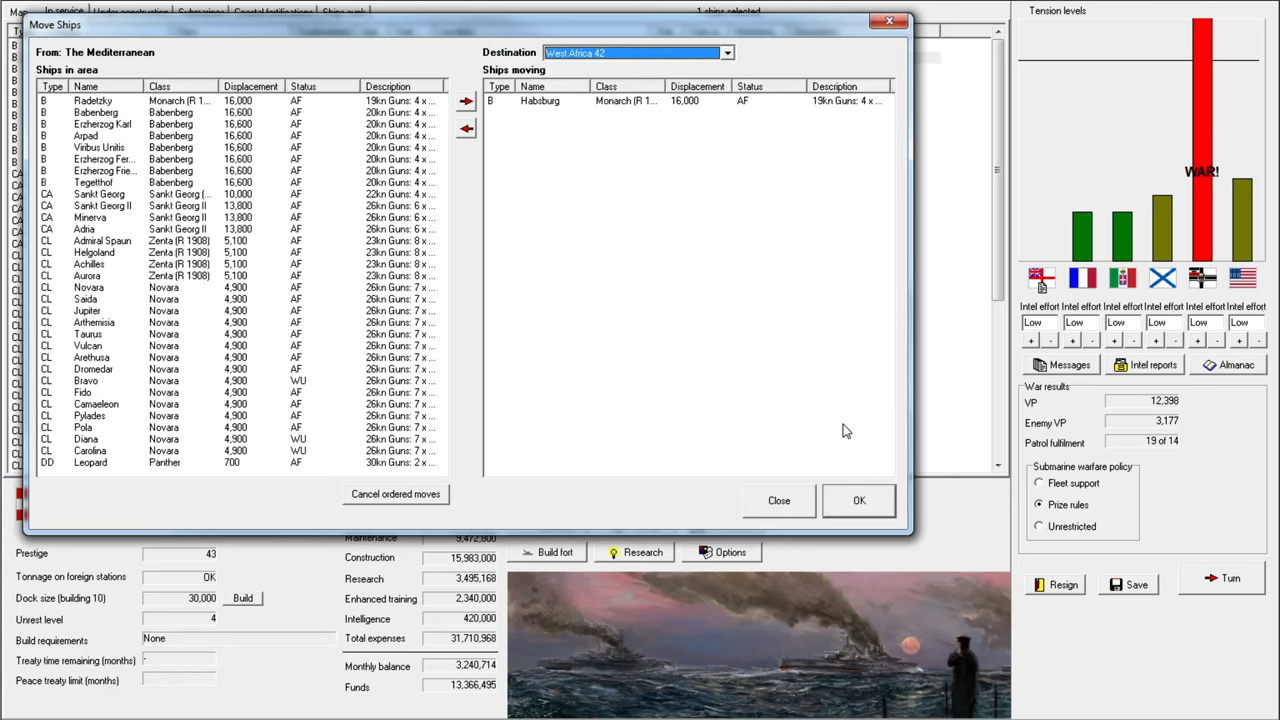 Move Ships
1 ships selected
Tension levels
From: The Mediterranean
Destination West Africa 42
Ships in area
Ships moving
Type Name Class Displacement Status Description
Type Name Class Displacement Status Description
B Radetzky Monarch (R 1... 16,000 AF 19kn Guns: 4 x ...
B Habsburg Monarch (R 1... 16,000 AF 19kn Guns: 4 x ...
B Babenberg Babenberg 16,600 AF 20kn Guns: 4 x ...
B Erzherzog Karl Babenberg 16,600 AF 20kn Guns: 4 x ...
B Arpad Babenberg 16,600 AF 20kn Guns: 4 x ...
B Viribus Unitis Babenberg 16,600 AF 20kn Guns: 4 x ...
B Erzherzog Fer... Babenberg 16,600 AF 20kn Guns: 4 x ...
B Erzherzog Frie... Babenberg 16,600 AF 20kn Guns: 4 x ...
B Tegetthof Babenberg 16,600 AF 20kn Guns: 4 x ...
CA Sankt Georg Sankt Georg (... 10,000 AF 22kn Guns: 4 x ...
CA Sankt Georg II Sankt Georg II 13,800 AF 26kn Guns: 6 x ...
CA Minerva Sankt Georg II 13,800 AF 26kn Guns: 6 x ...
CA Adria Sankt Georg II 13,800 AF 26kn Guns: 6 x ...
CL Admiral Spaun Zenta (R 1908) 5,100 AF 23kn Guns: 8 x ...
CL Helgoland Zenta (R 1908) 5,100 AF 23kn Guns: 8 x ...
CL Achilles Zenta (R 1908) 5,100 AF 23kn Guns: 8 x ...
CL Aurora Zenta (R 1908) 5,100 AF 23kn Guns: 8 x ...
CL Novara Novara 4,900 AF 26kn Guns: 7 x ...
CL Saida Novara 4,900 AF 26kn Guns: 7 x ...
CL Jupiter Novara 4,900 AF 26kn Guns: 7 x ...
CL Arthemisia Novara 4,900 AF 26kn Guns: 7 x ...
CL Taurus Novara 4,900 AF 26kn Guns: 7 x ...
CL Vulcan Novara 4,900 AF 26kn Guns: 7 x ...
CL Arethusa Novara 4,900 AF 26kn Guns: 7 x ...
CL Dromedar Novara 4,900 AF 26kn Guns: 7 x ...
CL Bravo Novara 4,900 WU 26kn Guns: 7 x ...
CL Fido Novara 4,900 AF 26kn Guns: 7 x ...
CL Camaeleon Novara 4,900 AF 26kn Guns: 7 x ...
CL Pylades Novara 4,900 AF 26kn Guns: 7 x ...
CL Pola Novara 4,900 AF 26kn Guns: 7 x ...
CL Diana Novara 4,900 WU 26kn Guns: 7 x ...
CL Carolina Novara 4,900 WU 26kn Guns: 7 x ...
DD Leopard Panther 700 AF 30kn Guns: 2 x ...
Cancel ordered moves
Close
OK
WAR!
Intel effort Intel effort Intel effort Intel effort Intel effort Intel effort
Low Low Low Low Low Low
+ - + - + - + - + - + -
Messages
Intel reports
Almanac
War results
VP 12,398
Enemy VP 3,177
Patrol fulfilment 19 of 14
Submarine warfare policy
Fleet support
Prize rules
Unrestricted
Resign
Save
Turn
Prestige 43
Tonnage on foreign stations OK
Dock size (building 10) 30,000 Build
Unrest level 4
Build requirements None
Treaty time remaining (months) -
Peace treaty limit (months)
Maintenance 9,472,800
Construction 15,983,000
Research 3,495,168
Enhanced training 2,340,000
Intelligence 420,000
Total expenses 31,710,968
Monthly balance 3,240,714
Funds 13,366,495
Build fort
Research
Options